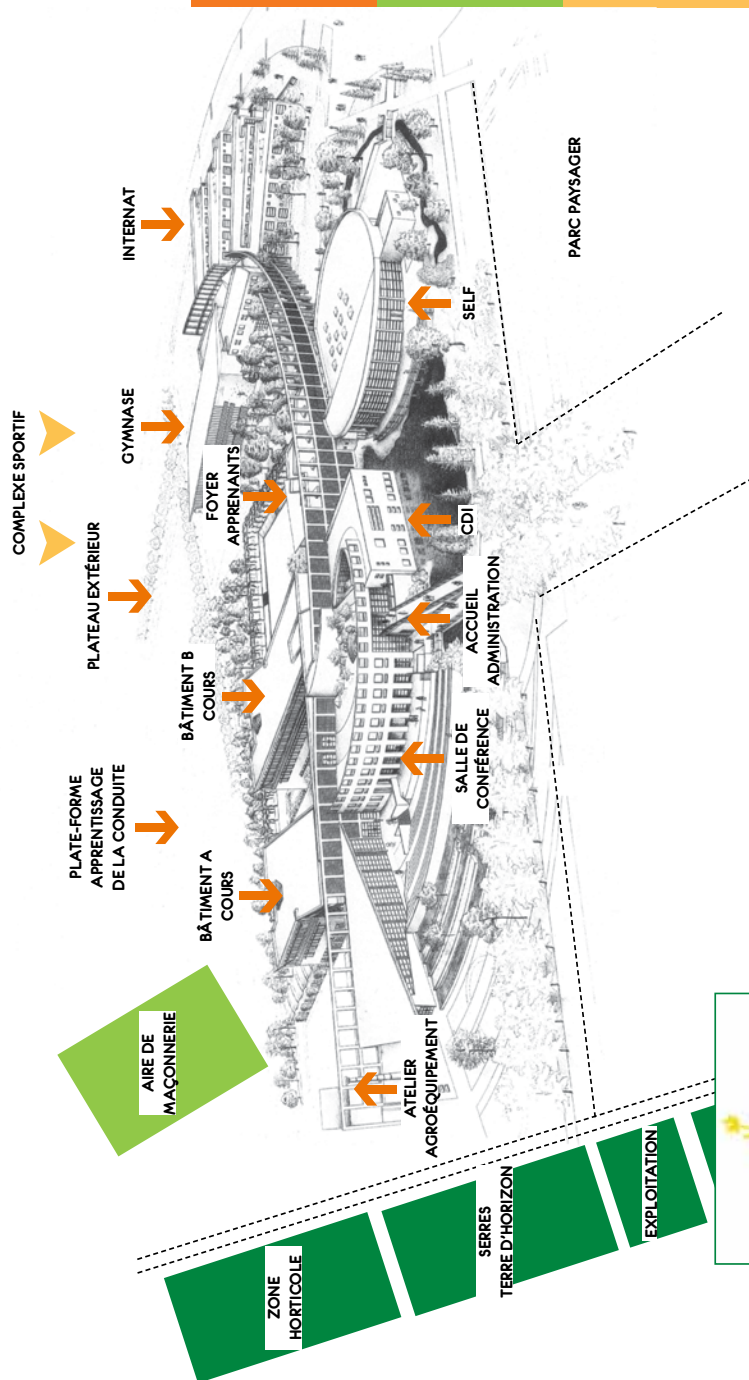 COMPLEXE SPORTIF
INTERNAT
GYMNASE
PLATEAU EXTÉRIEUR
PLATE-FORME
APPRENTISSAGE
DE LA CONDUITE
FOYER
APPRENANTS
BÂTIMENT B
COURS
BÂTIMENT A
COURS
AIRE DE
MAÇONNERIE
PARC PAYSAGER
SELF
CDI
ACCUEIL
ADMINISTRATION
SALLE DE
CONFÉRENCE
ATELIER
AGROÉQUIPEMENT
ZONE
HORTICOLE
SERRES
TERRE D'HORIZON
EXPLOITATION